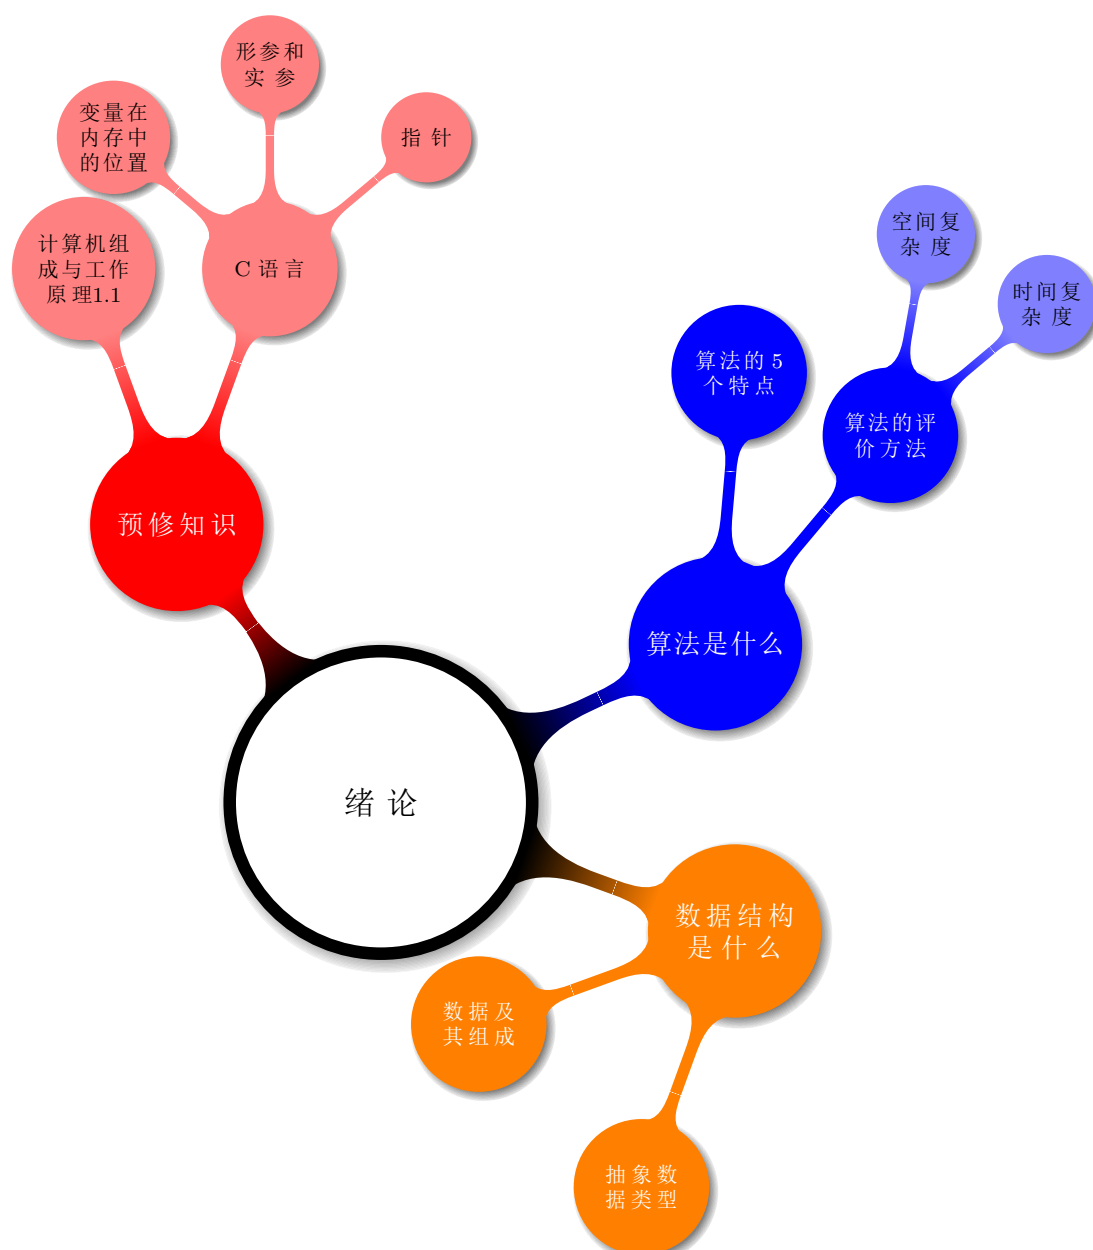 形参和
实参
变量在
内存中
的位置
指针
计算机组
成与工作
原理1.1
C 语言
空间复
杂度
时间复
杂度
算法的 5
个特点
算法的评
价方法
预修知识
算法是什么
绪论
数据结构
是什么
数据及
其组成
抽象数
据类型